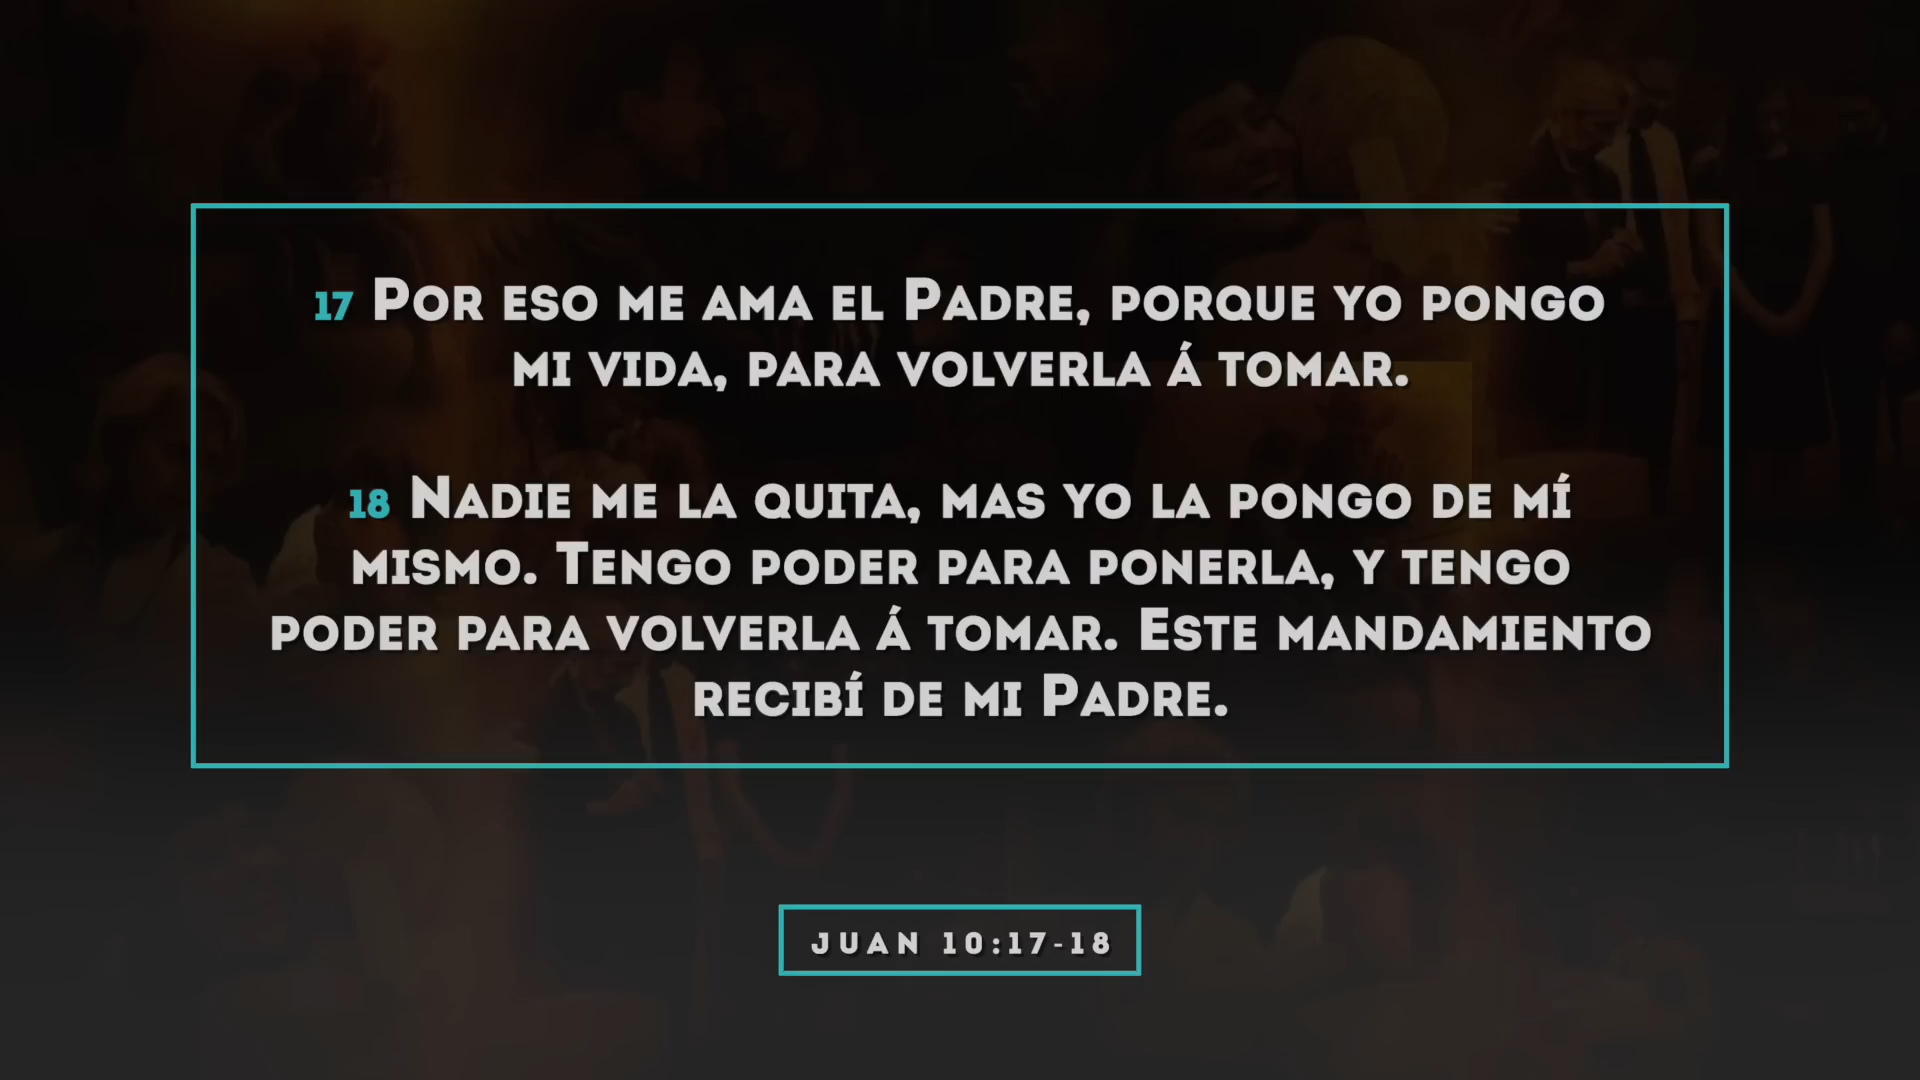 17 Por eso me ama el Padre, porque yo pongo
mi vida, para volverla á tomar.
18 Nadie me la quita, mas yo la pongo de mí
mismo. Tengo poder para ponerla, y tengo
poder para volverla á tomar. Este mandamiento
recibí de mi Padre.
JUAN 10:17-18